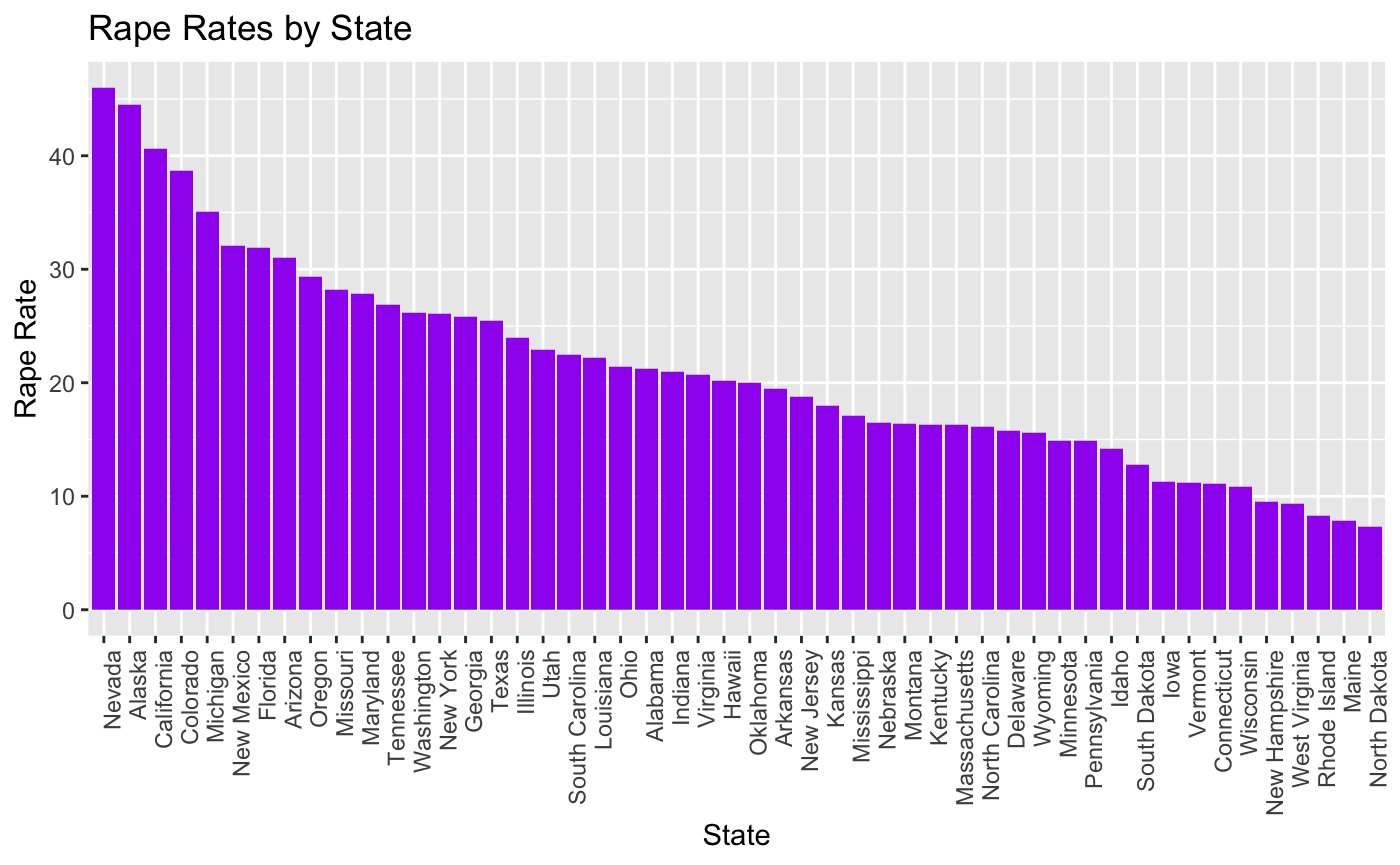 Rape Rates by State
Rape Rate
40
30
20
10
0
Nevada
Alaska
California
Colorado
Michigan
New Mexico
Florida
Arizona
Oregon
Missouri
Maryland
Tennessee
Washington
New York
Georgia
Texas
Illinois
Utah
South Carolina
Louisiana
Ohio
Alabama
Indiana
Virginia
Hawaii
Oklahoma
Arkansas
New Jersey
Kansas
Mississippi
Nebraska
Montana
Kentucky
Massachusetts
North Carolina
Delaware
Wyoming
Minnesota
Pennsylvania
Idaho
South Dakota
Iowa
Vermont
Connecticut
Wisconsin
New Hampshire
West Virginia
Rhode Island
Maine
North Dakota
State